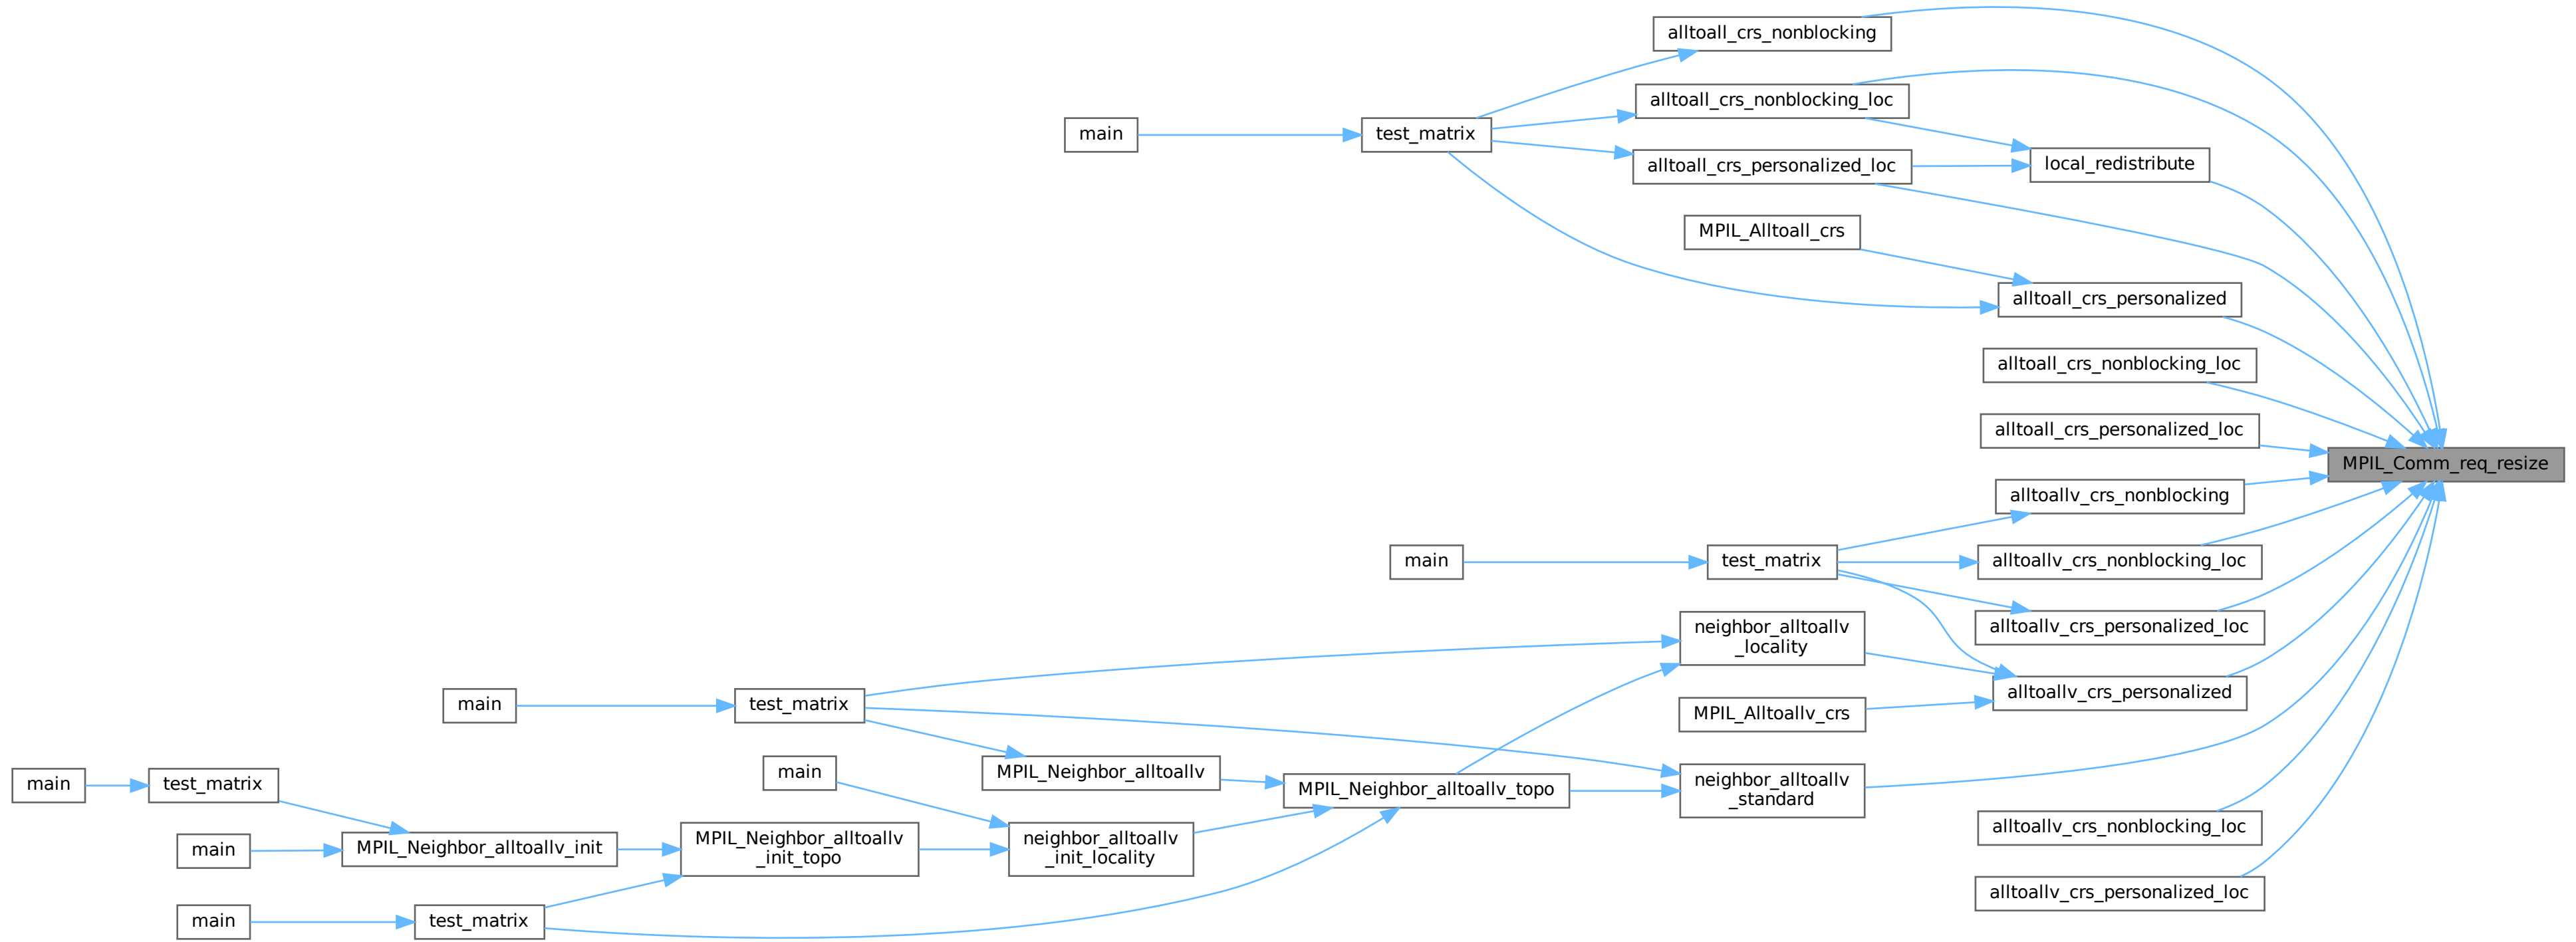 alltoall_crs_nonblocking
alltoall_crs_nonblocking_loc
main
test_matrix
alltoall_crs_personalized_loc
local_redistribute
MPIL_Alltoall_crs
alltoall_crs_personalized
alltoall_crs_nonblocking_loc
alltoall_crs_personalized_loc
MPIL_Comm_req_resize
alltoallv_crs_nonblocking
main
test_matrix
alltoallv_crs_nonblocking_loc
alltoallv_crs_personalized_loc
neighbor_alltoallv
_locality
alltoallv_crs_personalized
main
test_matrix
MPIL_Alltoallv_crs
main
MPIL_Neighbor_alltoallv
main
test_matrix
MPIL_Neighbor_alltoallv_topo
neighbor_alltoallv
_standard
alltoallv_crs_nonblocking_loc
main
MPIL_Neighbor_alltoallv_init
MPIL_Neighbor_alltoallv
_init_topo
neighbor_alltoallv
_init_locality
alltoallv_crs_personalized_loc
main
test_matrix